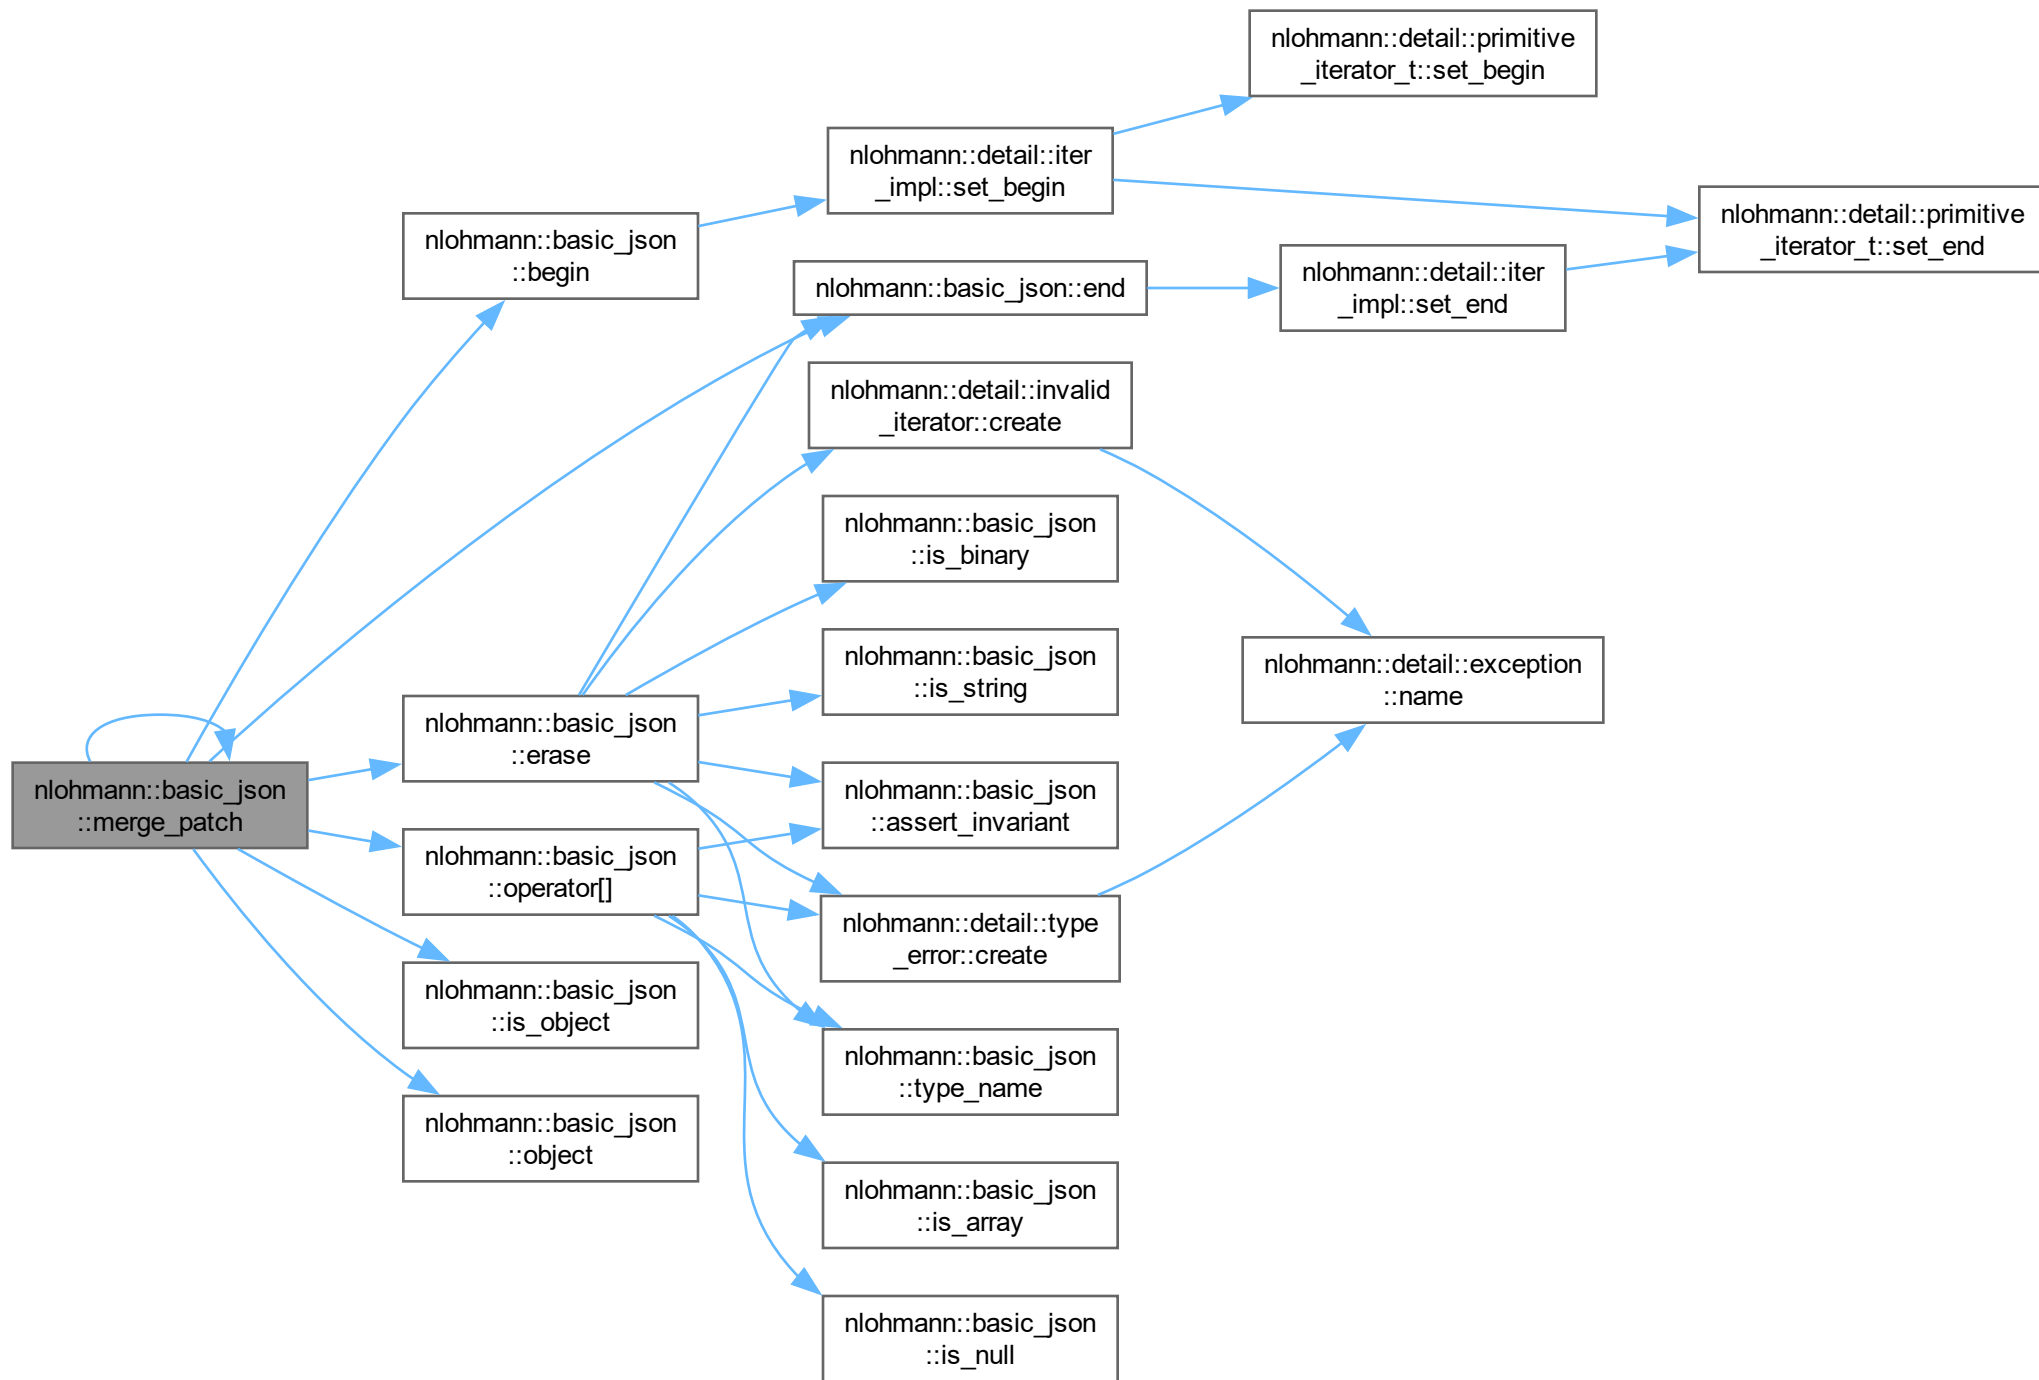 nlohmann::detail::primitive
_iterator_t::set_begin
nlohmann::detail::iter
_impl::set_begin
nlohmann::detail::primitive
_iterator_t::set_end
nlohmann::basic_json
::begin
nlohmann::basic_json::end
nlohmann::detail::iter
_impl::set_end
nlohmann::detail::invalid
_iterator::create
nlohmann::basic_json
::is_binary
nlohmann::basic_json
::is_string
nlohmann::detail::exception
::name
nlohmann::basic_json
::erase
nlohmann::basic_json
::merge_patch
nlohmann::basic_json
::assert_invariant
nlohmann::basic_json
::operator[]
nlohmann::detail::type
_error::create
nlohmann::basic_json
::is_object
nlohmann::basic_json
::type_name
nlohmann::basic_json
::object
nlohmann::basic_json
::is_array
nlohmann::basic_json
::is_null